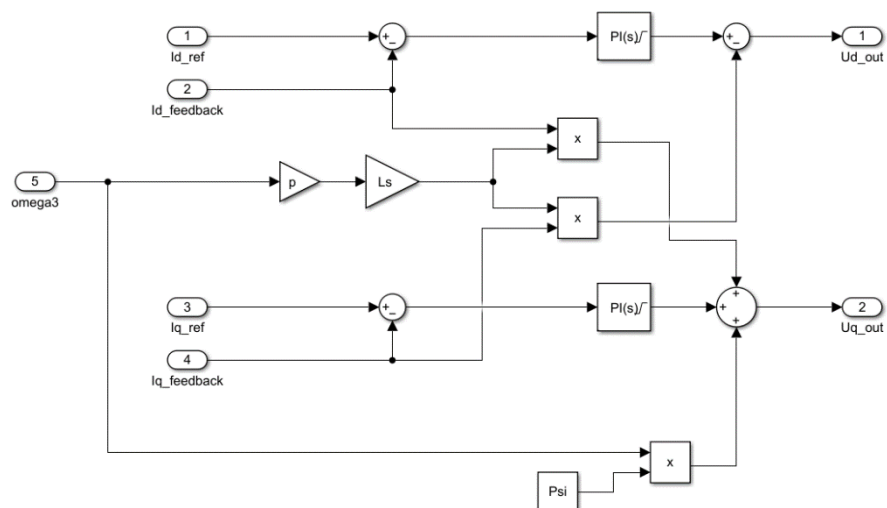 1
Id_ref
2
Id_feedback
PI(s)
1
Ud_out
x
5
omega3
p
Ls
x
3
Iq_ref
4
Iq_feedback
PI(s)
2
Uq_out
x
Psi